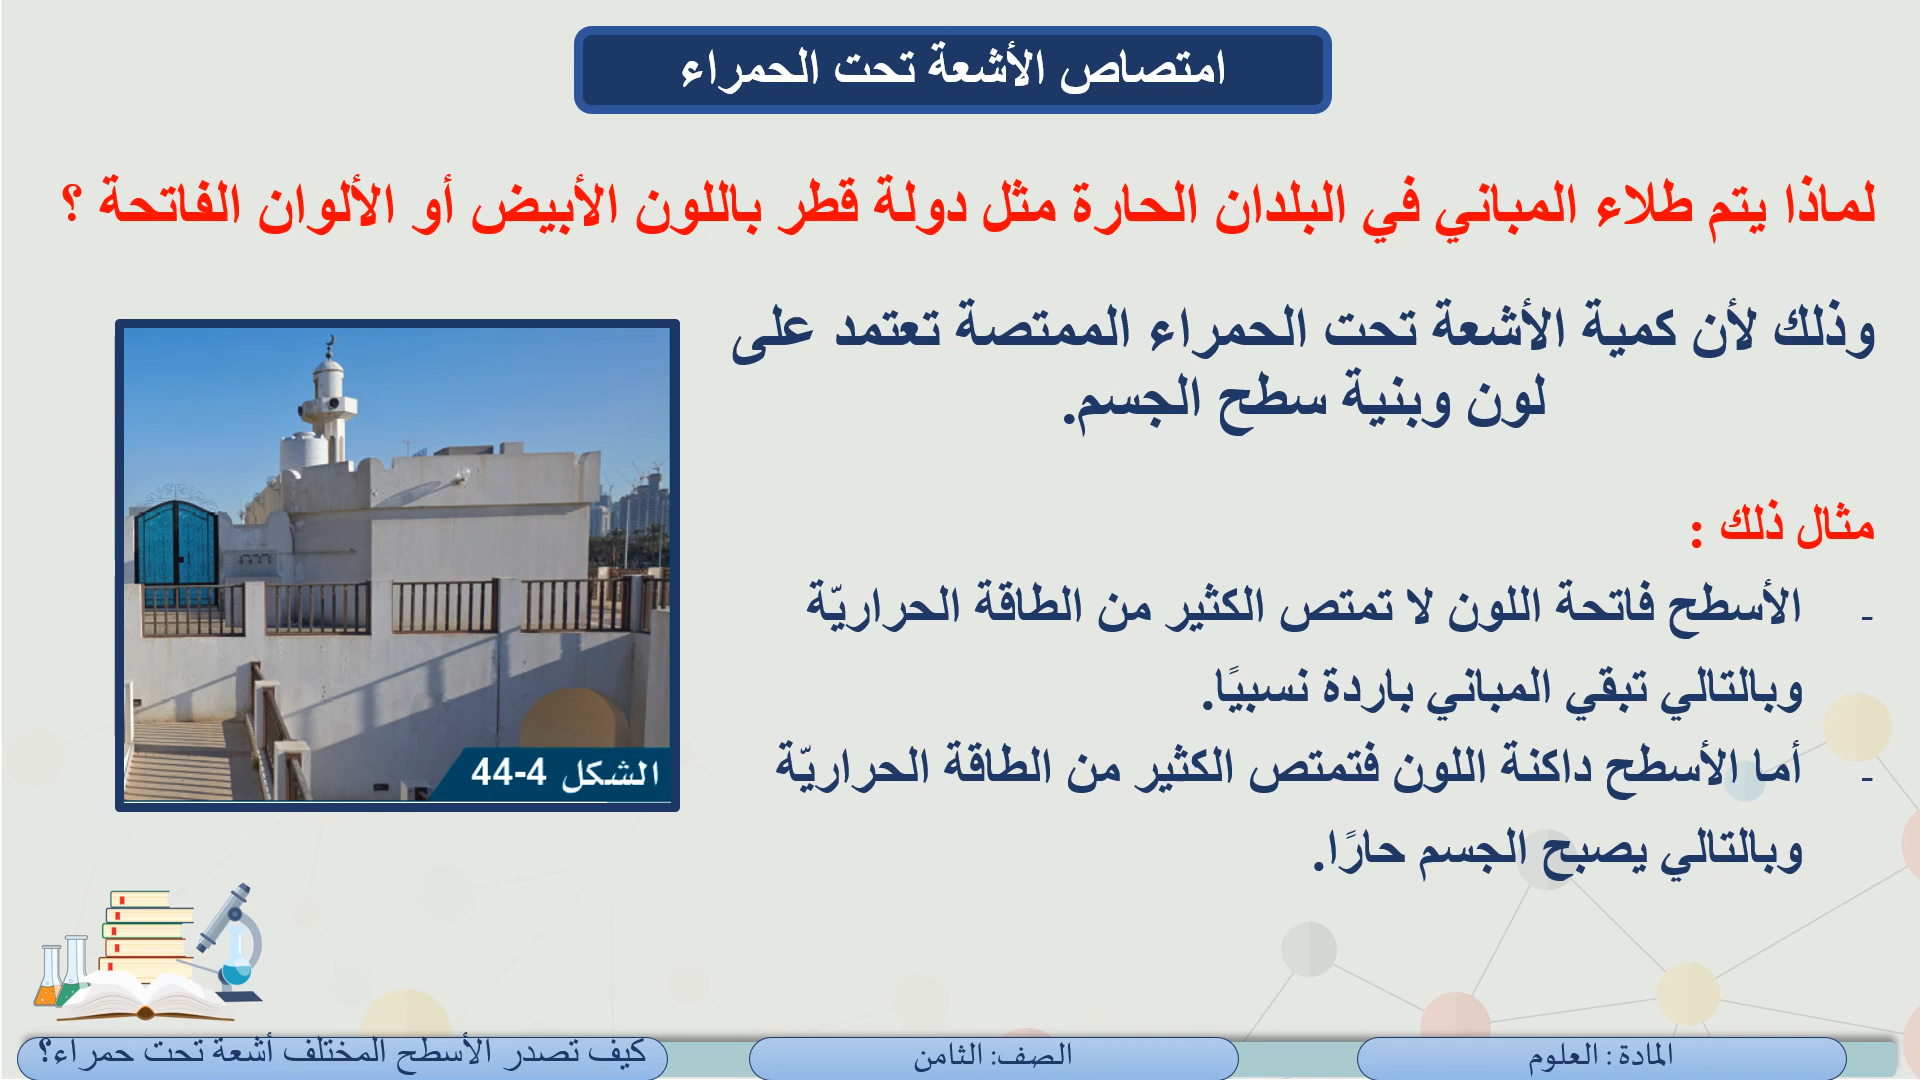 امتصاص الأشعة تحت الحمراء
لماذا يتم طلاء المباني في البلدان الحارة مثل دولة قطر باللون الأبيض أو الألوان الفاتحة ؟
وذلك لأن كمية الأشعة تحت الحمراء الممتصة تعتمد على
لون وبنية سطح الجسم.
مثال ذلك :
- الأسطح فاتحة اللون لا تمتص الكثير من الطاقة الحراريّة
وبالتالي تبقي المباني باردة نسبيًا.
- أما الأسطح داكنة اللون فتمتص الكثير من الطاقة الحراريّة
وبالتالي يصبح الجسم حارًا.
الشكل 4-44
المادة : العلوم
الصف: الثامن
كيف تصدر الأسطح المختلف أشعة تحت حمراء؟